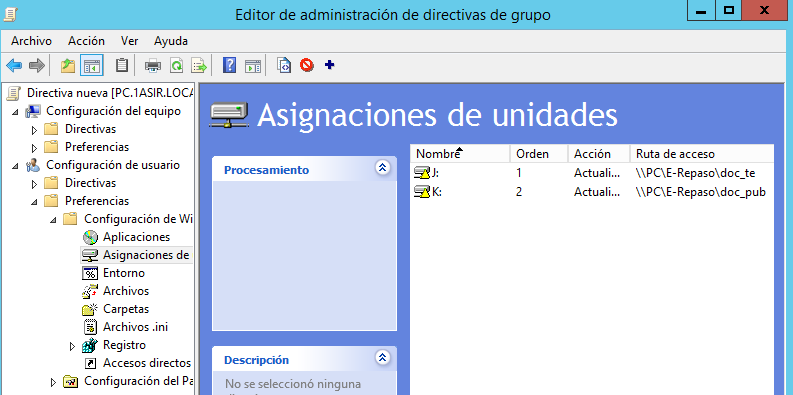 Editor de administración de directivas de grupo
Archivo Acción Ver Ayuda
Directiva nueva [PC.1ASIR.LOCA
Configuración del equipo
Directivas
Preferencias
Configuración de usuario
Directivas
Preferencias
Configuración de Wi
Aplicaciones
Asignaciones de
Entorno
Archivos
Carpetas
Archivos .ini
Registro
Accesos directos
Configuración del Pa
Asignaciones de unidades
Procesamiento
Descripción
No se seleccionó ninguna
Nombre Orden Acción Ruta de acceso
J: 1 Actuali... \\PC\E-Repaso\doc_te
K: 2 Actuali... \\PC\E-Repaso\doc_pub